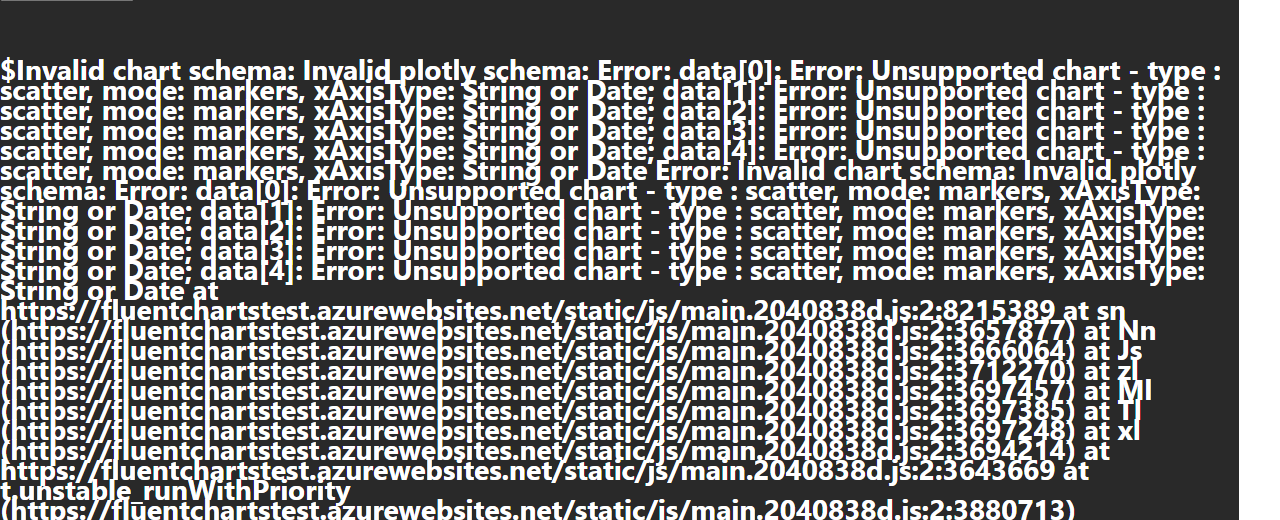 $Invalid chart schema: Invalid plotly schema: Error: data[0]: Error: Unsupported chart - type :
scatter, mode: markers, xAxisType: String or Date; data[1]: Error: Unsupported chart - type :
scatter, mode: markers, xAxisType: String or Date; data[2]: Error: Unsupported chart - type :
scatter, mode: markers, xAxisType: String or Date; data[3]: Error: Unsupported chart - type :
scatter, mode: markers, xAxisType: String or Date; data[4]: Error: Unsupported chart - type :
scatter, mode: markers, xAxisType: String or Date Error: Invalid chart schema: Invalid plotly
schema: Error: data[0]: Error: Unsupported chart - type : scatter, mode: markers, xAxisType:
String or Date; data[1]: Error: Unsupported chart - type : scatter, mode: markers, xAxisType:
String or Date; data[2]: Error: Unsupported chart - type : scatter, mode: markers, xAxisType:
String or Date; data[3]: Error: Unsupported chart - type : scatter, mode: markers, xAxisType:
String or Date; data[4]: Error: Unsupported chart - type : scatter, mode: markers, xAxisType:
String or Date at
https://fluentchartstest.azurewebsites.net/static/js/main.2040838d.js:2:8215389 at sn
(https://fluentchartstest.azurewebsites.net/static/js/main.2040838d.js:2:3657877) at Nn
(https://fluentchartstest.azurewebsites.net/static/js/main.2040838d.js:2:3666064) at Js
(https://fluentchartstest.azurewebsites.net/static/js/main.2040838d.js:2:3712270) at zl
(https://fluentchartstest.azurewebsites.net/static/js/main.2040838d.js:2:3697457) at Ml
(https://fluentchartstest.azurewebsites.net/static/js/main.2040838d.js:2:3697385) at Tl
(https://fluentchartstest.azurewebsites.net/static/js/main.2040838d.js:2:3697248) at xl
(https://fluentchartstest.azurewebsites.net/static/js/main.2040838d.js:2:3694214) at
https://fluentchartstest.azurewebsites.net/static/js/main.2040838d.js:2:3643669 at
t.unstable_runWithPriority
(https://fluentchartstest.azurewebsites.net/static/js/main.2040838d.js:2:3880713)